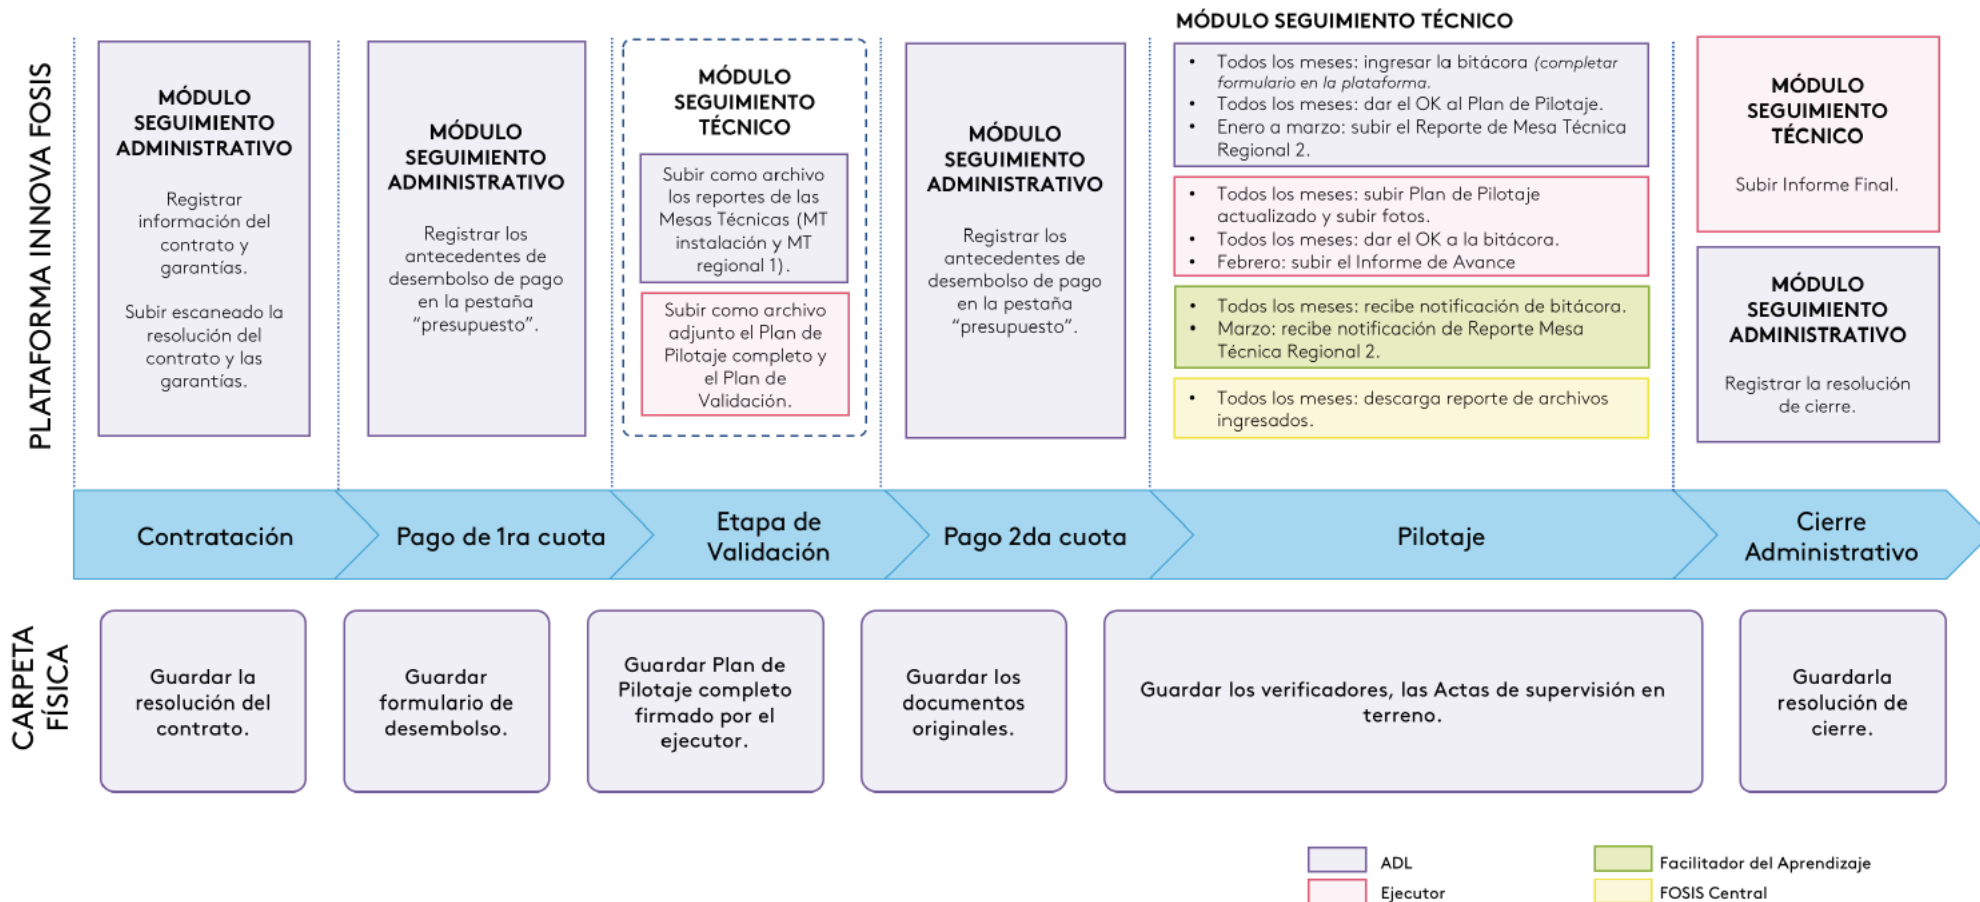 PLATAFORMA INNOVA FOSIS
MÓDULO
SEGUIMIENTO
ADMINISTRATIVO
Registrar
información del
contrato y
garantías.
Subir escaneado la
resolución del
contrato y las
garantías.
MÓDULO
SEGUIMIENTO
ADMINISTRATIVO
Registrar los
antecedentes de
desembolso de pago
en la pestaña
“presupuesto”.
MÓDULO
SEGUIMIENTO
TÉCNICO
Subir como archivo
los reportes de las
Mesas Técnicas (MT
instalación y MT
regional 1).
Subir como archivo
adjunto el Plan de
Pilotaje completo y
el Plan de
Validación.
MÓDULO
SEGUIMIENTO
ADMINISTRATIVO
Registrar los
antecedentes de
desembolso de pago
en la pestaña
“presupuesto”.
MÓDULO SEGUIMIENTO TÉCNICO
• Todos los meses: ingresar la bitácora (completar
formulario en la plataforma.
• Todos los meses: dar el OK al Plan de Pilotaje.
• Enero a marzo: subir el Reporte de Mesa Técnica
Regional 2.
• Todos los meses: subir Plan de Pilotaje
actualizado y subir fotos.
• Todos los meses: dar el OK a la bitácora.
• Febrero: subir el Informe de Avance
• Todos los meses: recibe notificación de bitácora.
• Marzo: recibe notificación de Reporte Mesa
Técnica Regional 2.
• Todos los meses: descarga reporte de archivos
ingresados.
MÓDULO
SEGUIMIENTO
TÉCNICO
Subir Informe Final.
MÓDULO
SEGUIMIENTO
ADMINISTRATIVO
Registrar la resolución
de cierre.
Contratación
Pago de 1ra cuota
Etapa de
Validación
Pago 2da cuota
Pilotaje
Cierre
Administrativo
CARPETA
FÍSICA
Guardar la
resolución del
contrato.
Guardar
formulario de
desembolso.
Guardar Plan de
Pilotaje completo
firmado por el
ejecutor.
Guardar los
documentos
originales.
Guardar los verificadores, las Actas de supervisión en
terreno.
Guardarla
resolución de
cierre.
ADL
Facilitador del Aprendizaje
Ejecutor
FOSIS Central